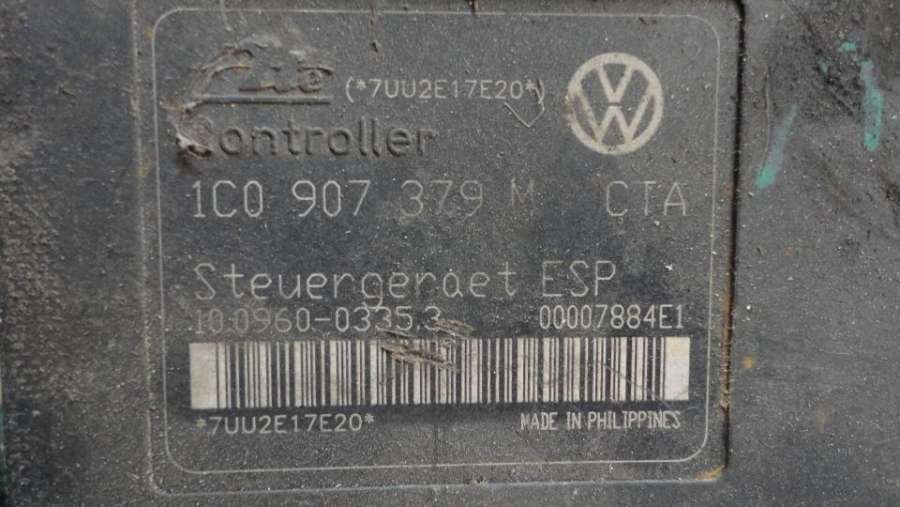 Ate (*7UU2E17E20*)
Controller
1C0 907 379 M CTA
Steuergeraet ESP
10.0960-0335.3 00007884E1
*7UU2E17E20* MADE IN PHILIPPINES